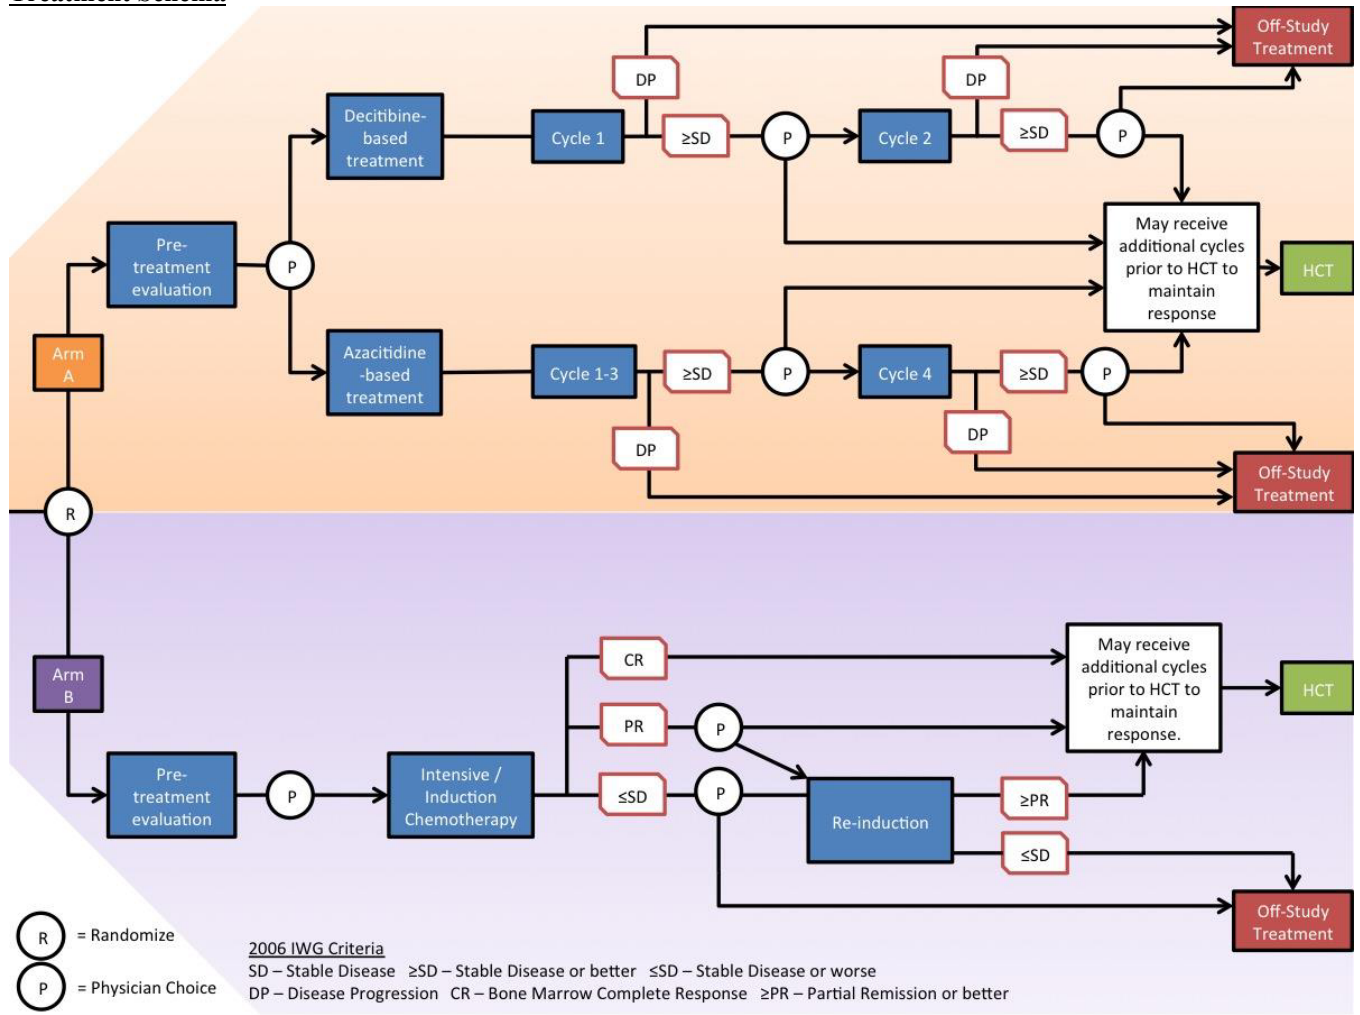 Treatment Schema
Off-Study
Treatment
DP
DP
Decitibine-
based
treatment
Cycle 1
≥SD
P
Cycle 2
≥SD
P
Pre-
treatment
evaluation
P
May receive
additional cycles
prior to HCT to
maintain
response
HCT
Arm
A
Azacitidine
-based
treatment
Cycle 1-3
≥SD
P
Cycle 4
≥SD
P
DP
DP
Off-Study
Treatment
R
Arm
B
CR
May receive
additional cycles
prior to HCT to
maintain
response.
HCT
PR
P
Pre-
treatment
evaluation
P
Intensive /
Induction
Chemotherapy
≤SD
P
Re-induction
≥PR
≤SD
Off-Study
Treatment
R = Randomize
P = Physician Choice
2006 IWG Criteria
SD – Stable Disease ≥SD – Stable Disease or better ≤SD – Stable Disease or worse
DP – Disease Progression CR – Bone Marrow Complete Response ≥PR – Partial Remission or better